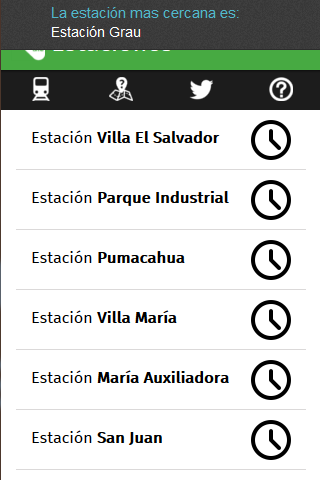 La estación mas cercana es:
Estación Grau
Estaciones
Estación Villa El Salvador
Estación Parque Industrial
Estación Pumacahua
Estación Villa María
Estación María Auxiliadora
Estación San Juan